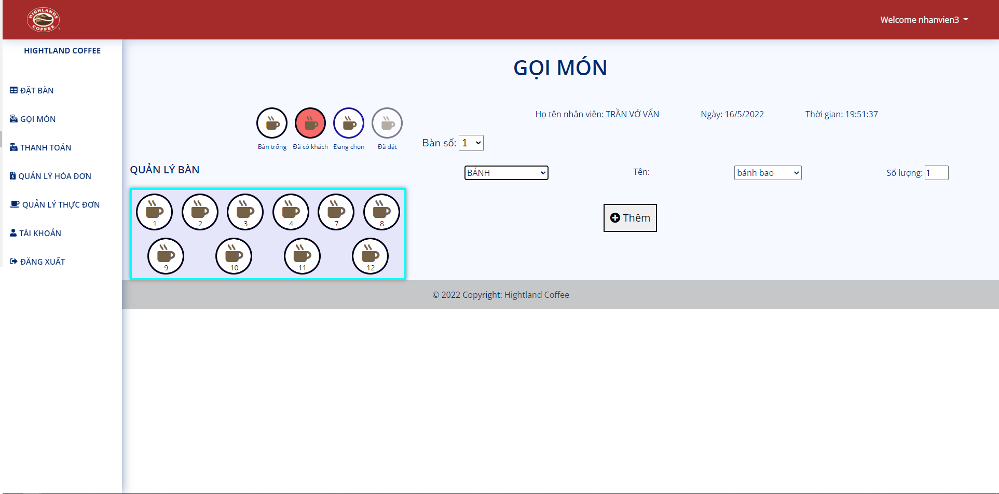 HIGHLANDS
COFFEE
Welcome nhanvien3
HIGHTLAND COFFEE
ĐẶT BÀN
GỌI MÓN
THANH TOÁN
QUẢN LÝ HÓA ĐƠN
QUẢN LÝ THỰC ĐƠN
TÀI KHOẢN
ĐĂNG XUẤT
GỌI MÓN
Bàn trống Đã có khách Đang chọn Đã đặt
Họ tên nhân viên: TRẦN VỚ VẨN Ngày: 16/5/2022 Thời gian: 19:51:37
Bàn số: 1
QUẢN LÝ BÀN
BÁNH Tên: bánh bao Số lượng: 1
Thêm
1 2 3 4 7 8
9 10 11 12
© 2022 Copyright: Hightland Coffee